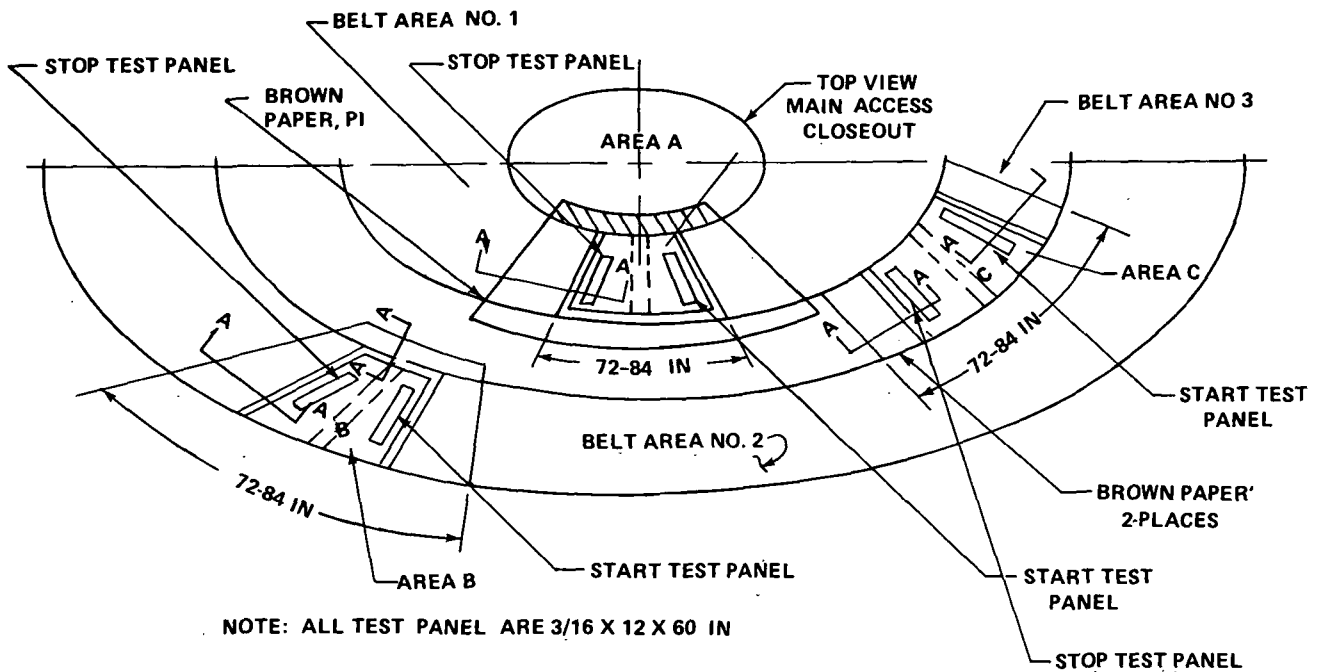 BELT AREA NO. 1
STOP TEST PANEL
STOP TEST PANEL
BROWN
PAPER, PI
TOP VIEW
MAIN ACCESS
CLOSEOUT
BELT AREA NO 3
AREA A
A
A
A
A
C
A
A
AREA C
A
A
A
A
B
72-84 IN
72-84 IN
72-84 IN
START TEST
PANEL
BELT AREA NO. 2
BROWN PAPER'
2-PLACES
AREA B
START TEST PANEL
START TEST
PANEL
NOTE: ALL TEST PANEL ARE 3/16 X 12 X 60 IN
STOP TEST PANEL